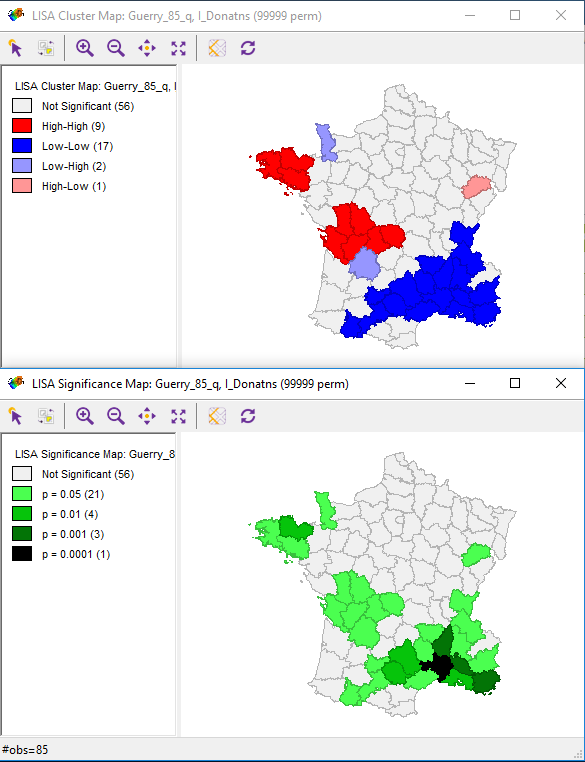 LISA Cluster Map: Guerry_85_q, I_Donatns (99999 perm)
LISA Cluster Map: Guerry_85_q, I
Not Significant (56)
High-High (9)
Low-Low (17)
Low-High (2)
High-Low (1)
LISA Significance Map: Guerry_85_q, I_Donatns (99999 perm)
LISA Significance Map: Guerry_8
Not Significant (56)
p = 0.05 (21)
p = 0.01 (4)
p = 0.001 (3)
p = 0.0001 (1)
#obs=85